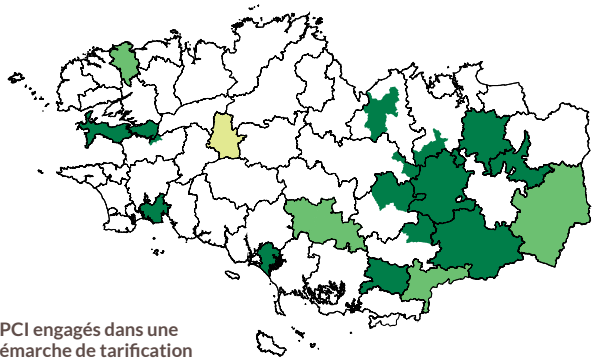 PCI engagés dans une
émarche de tarification